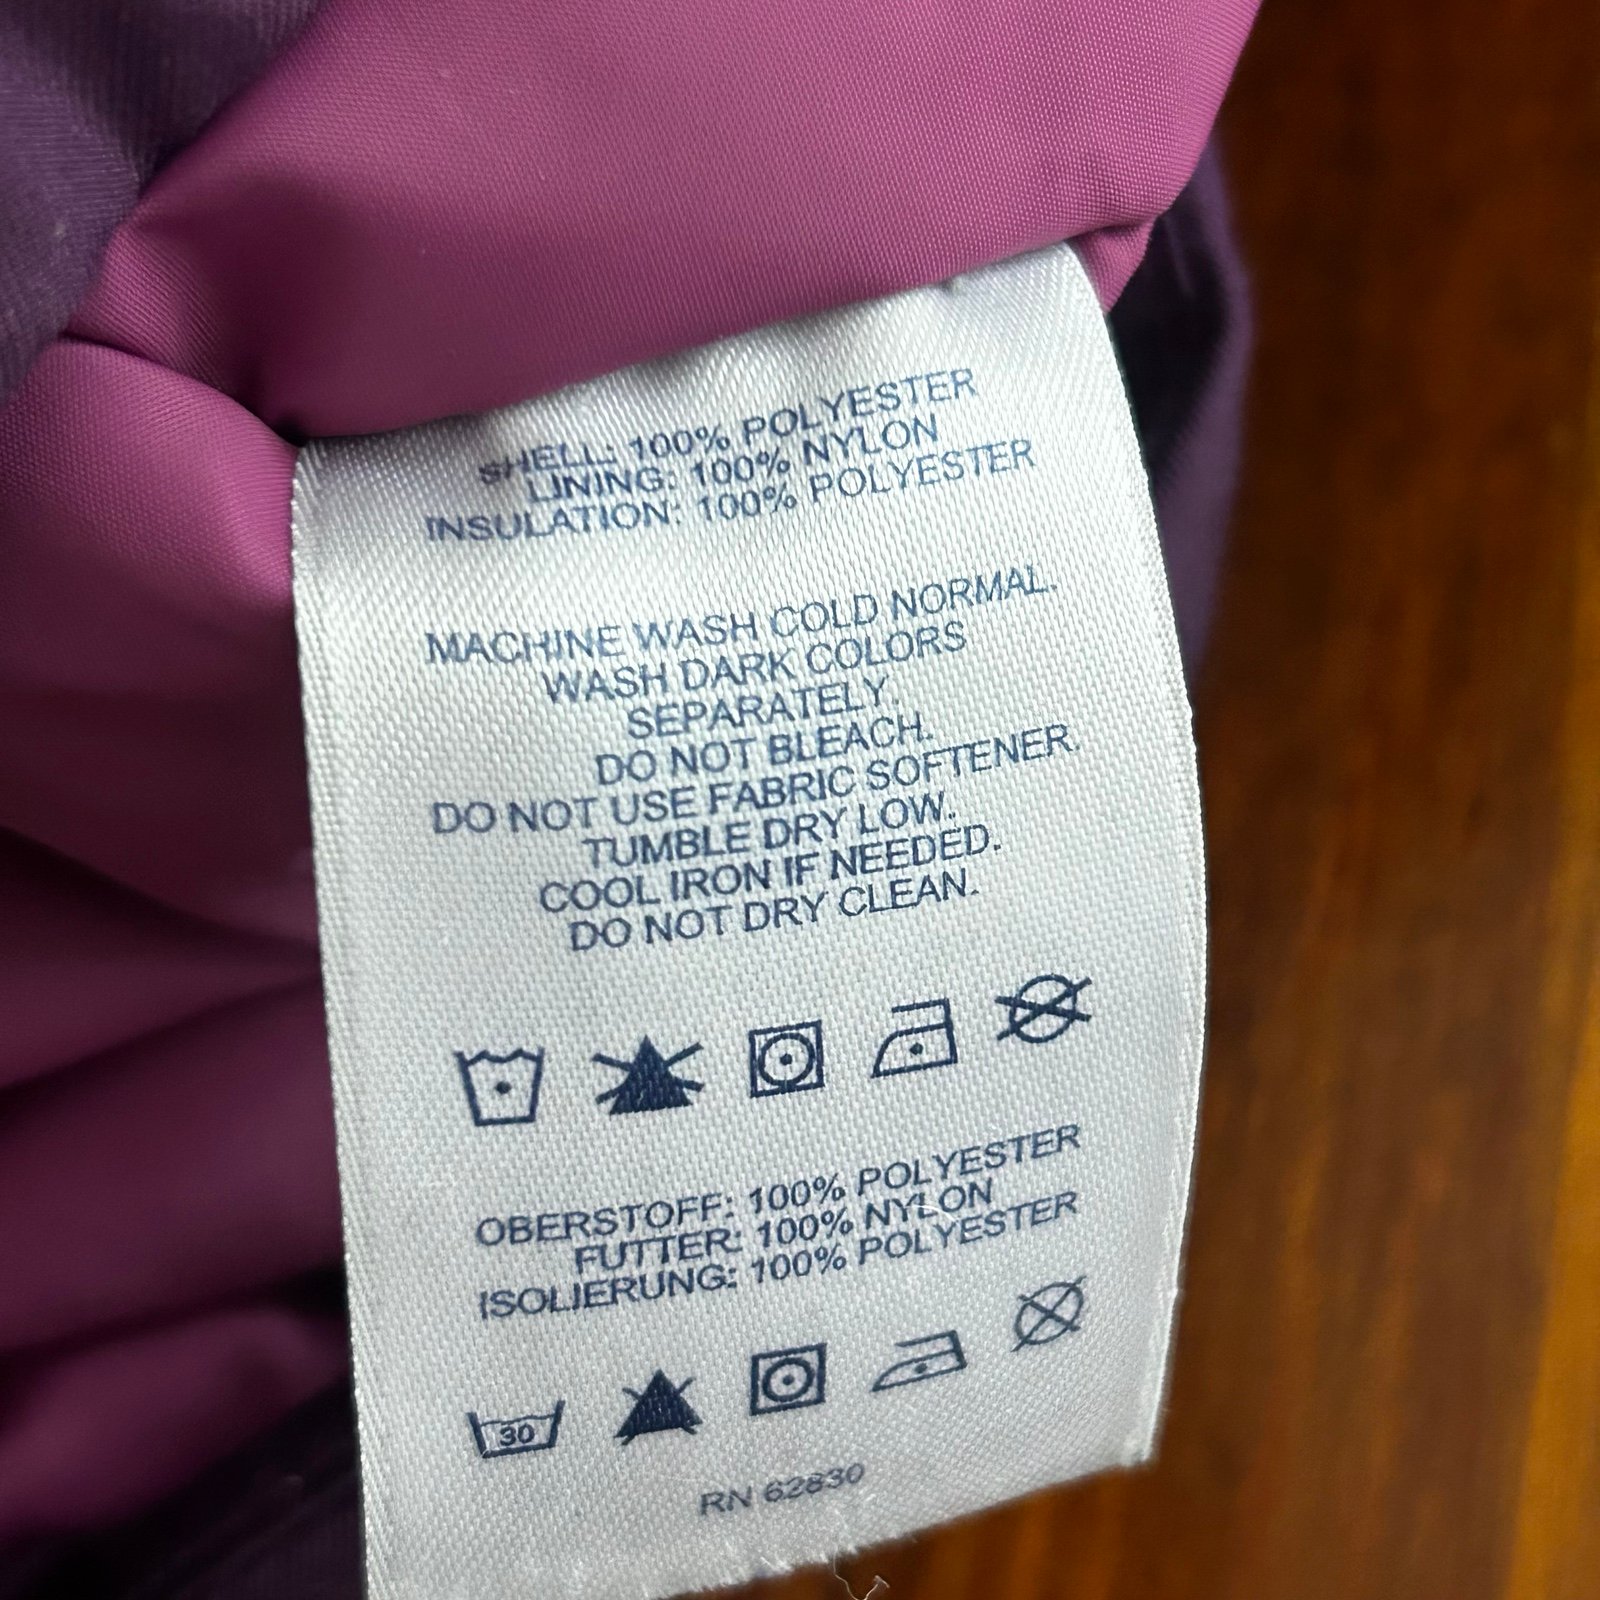 SHELL: 100% POLYESTER
LINING: 100% NYLON
INSULATION: 100% POLYESTER
MACHINE WASH COLD NORMAL.
WASH DARK COLORS
SEPARATELY.
DO NOT BLEACH.
DO NOT USE FABRIC SOFTENER.
TUMBLE DRY LOW.
COOL IRON IF NEEDED.
DO NOT DRY CLEAN.
OBERSTOFF: 100% POLYESTER
FUTTER: 100% NYLON
ISOLIERUNG: 100% POLYESTER
30
RN 62830